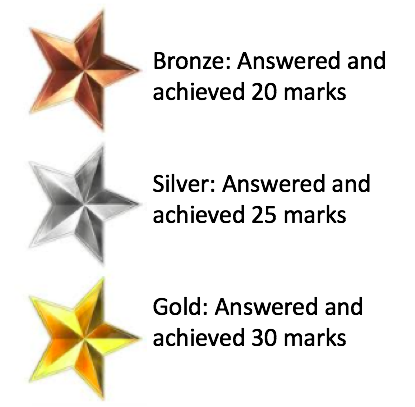 Bronze: Answered and
achieved 20 marks
Silver: Answered and
achieved 25 marks
Gold: Answered and
achieved 30 marks